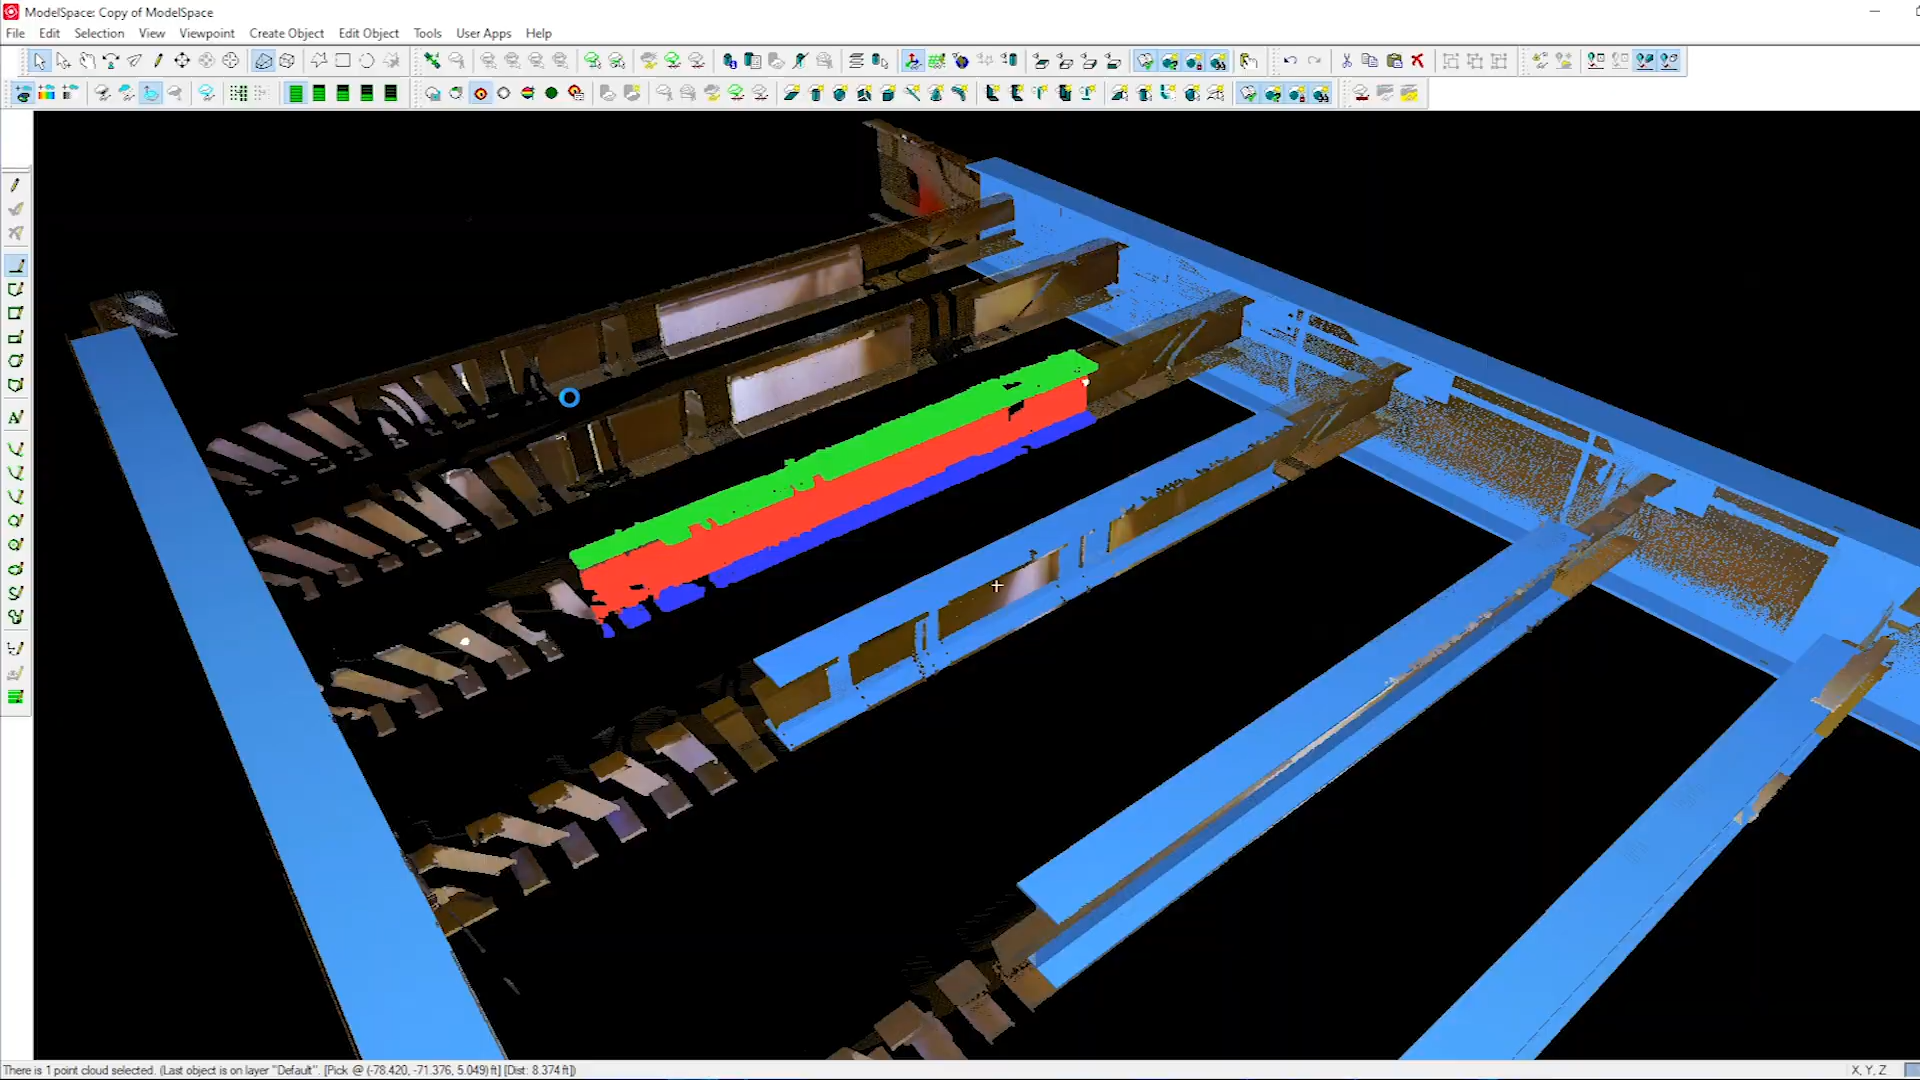 ModelSpace: Copy of ModelSpace
File Edit Selection View Viewpoint Create Object Edit Object Tools User Apps Help
There is 1 point cloud selected. (Last object is on layer "Default". [Pick @ (-78.420, -71.376, 5.049) ft] [Dist: 8.374 ft])
X, Y, Z